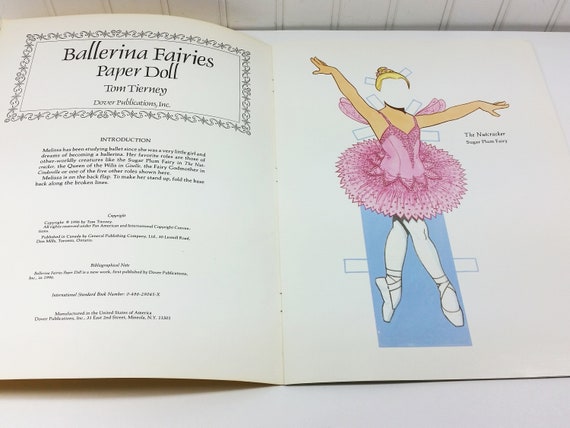 Ballerina Fairies
Paper Doll
Tom Tierney
Dover Publications, Inc.
INTRODUCTION
Melissa has been studying ballet since she was a very little girl and
dreams of becoming a ballerina. Her favorite roles are those of
other-worldly creatures like the Sugar Plum Fairy in The Nut-
cracker, the Queen of the Wilis in Giselle, the Fairy Godmother in
Cinderella or one of the five other roles shown here.
Melissa is on the back flap. To make her stand up, fold the base
back along the broken lines.
Copyright
Copyright © 1996 by Tom Tierney.
All rights reserved under Pan American and International Copyright Conven-
tions.
Published in Canada by General Publishing Company, Ltd., 30 Lesmill Road,
Don Mills, Toronto, Ontario.
Bibliographical Note
Ballerina Fairies Paper Doll is a new work, first published by Dover Publications,
Inc., in 1996.
International Standard Book Number: 0-486-29045-X
Manufactured in the United States of America
Dover Publications, Inc., 31 East 2nd Street, Mineola, N.Y. 11501
The Nutcracker
Sugar Plum Fairy